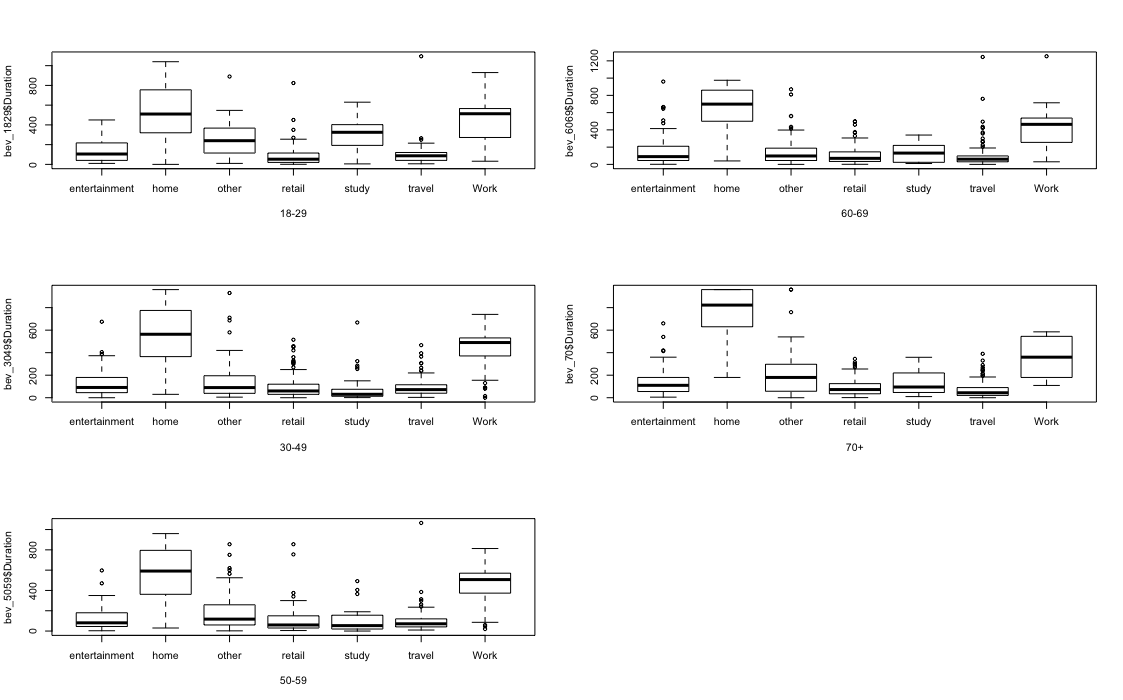 bev_1829$Duration
0 400 800
entertainment home other retail study travel Work
18-29
bev_6069$Duration
0 400 800 1200
entertainment home other retail study travel Work
60-69
bev_3049$Duration
0 200 600
entertainment home other retail study travel Work
30-49
bev_70$Duration
0 200 600
entertainment home other retail study travel Work
70+
bev_5059$Duration
0 400 800
entertainment home other retail study travel Work
50-59